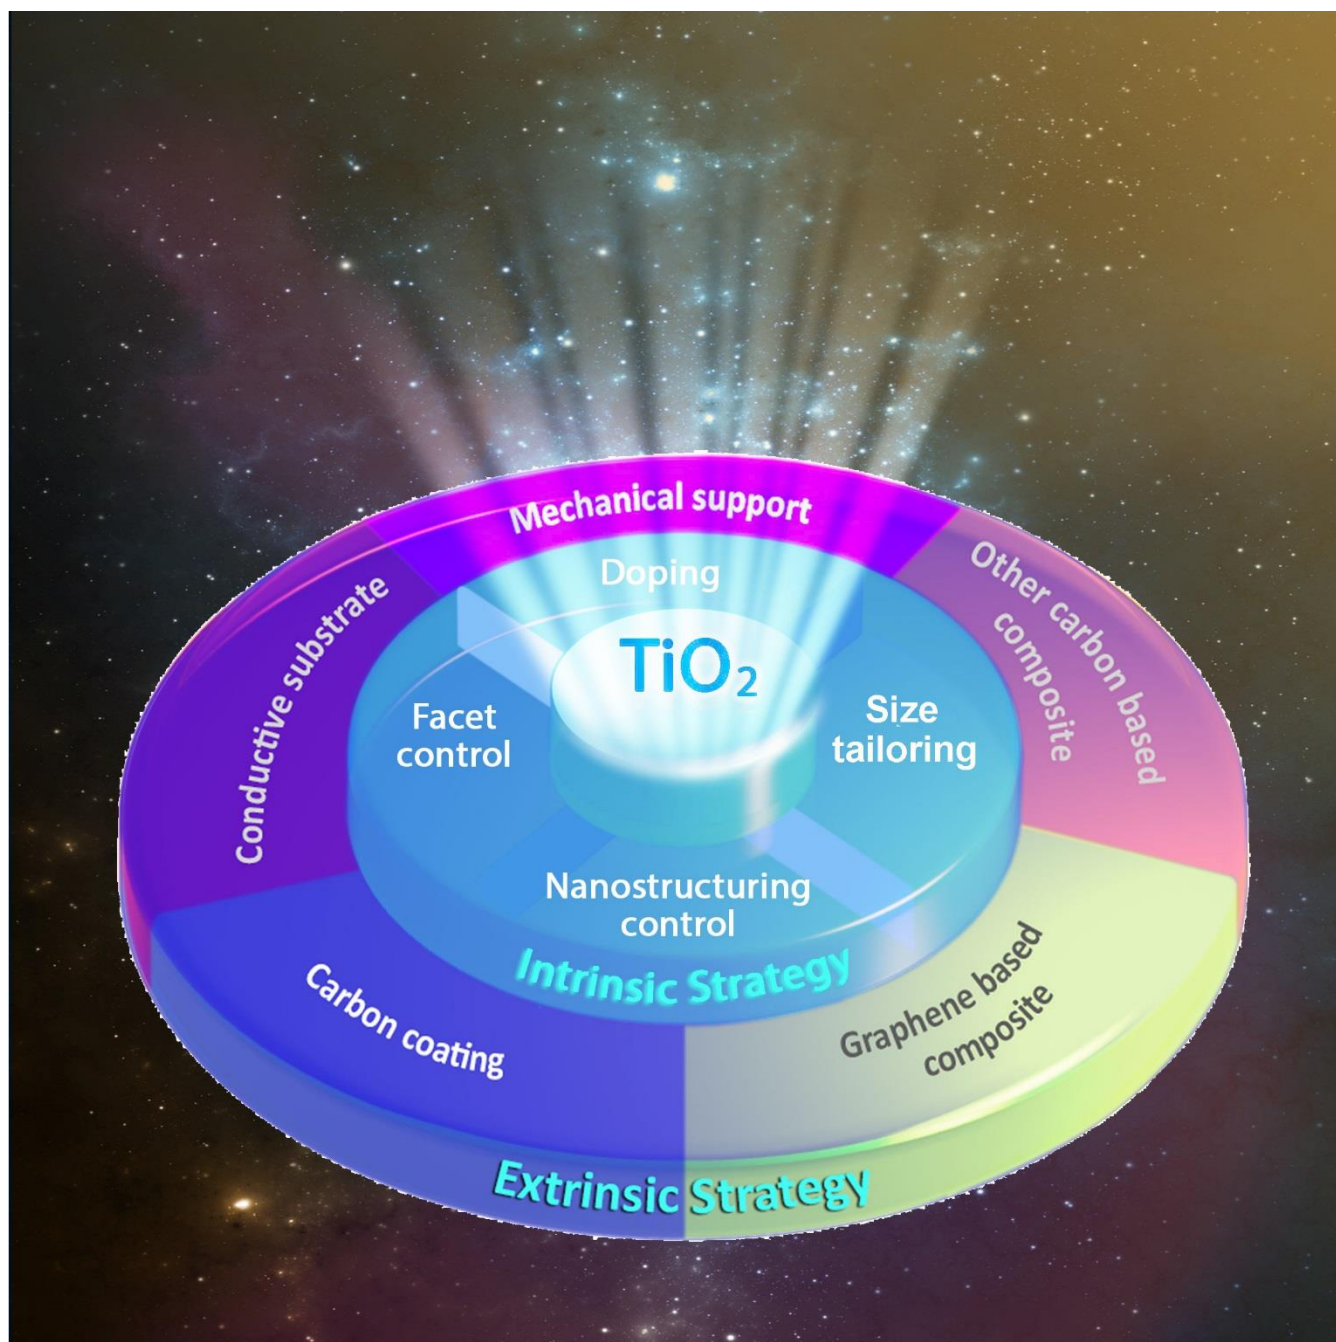 Mechanical support
Doping
TiO₂
Conductive substrate
Other carbon based
composite
Facet
control
Size
tailoring
Nanostructuring
control
Intrinsic Strategy
Carbon coating
Graphene based
composite
Extrinsic Strategy